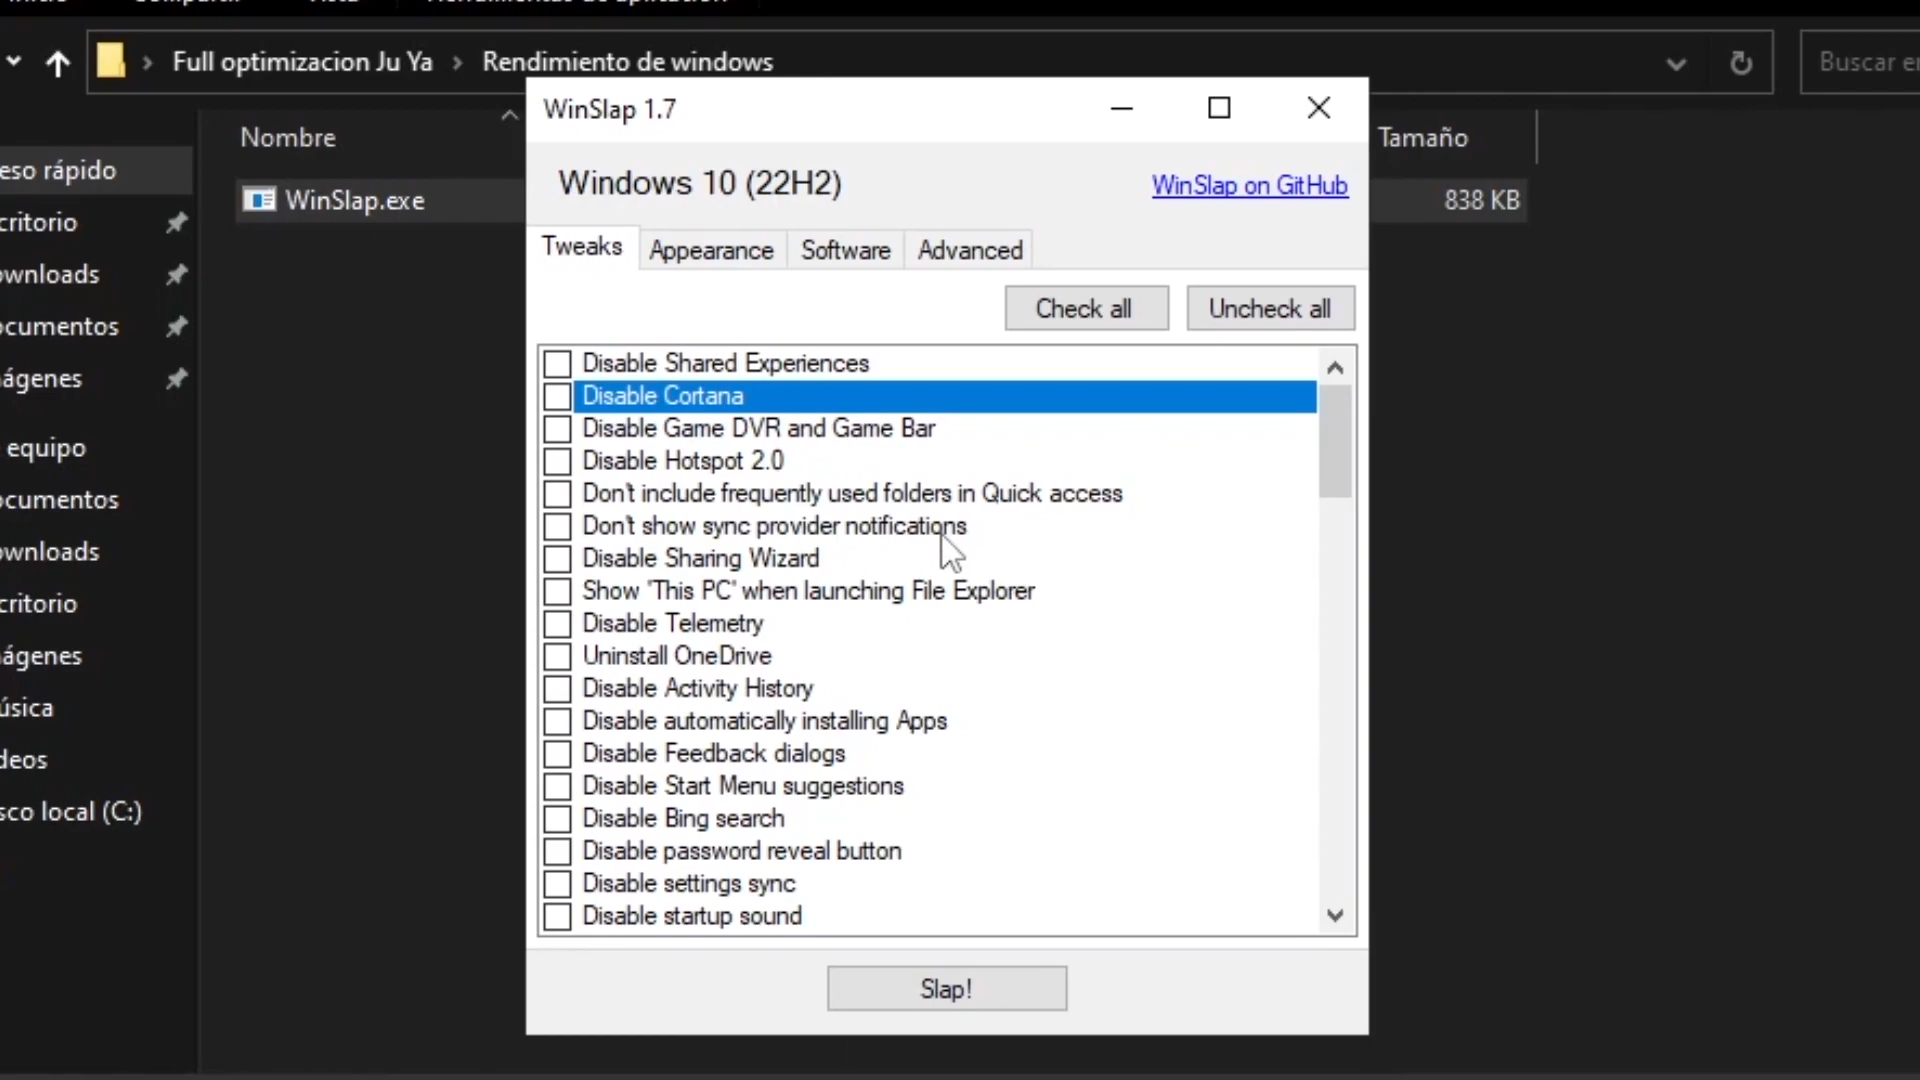 Full optimizacion Ju Ya > Rendimiento de windows
Buscar
WinSlap 1.7
Nombre
Tamaño
eso rápido
Windows 10 (22H2)
WinSlap on GitHub
WinSlap.exe
838 KB
critorio
Tweaks
Appearance
Software
Advanced
ownloads
Check all
Uncheck all
ocumentos
Disable Shared Experiences
ágenes
Disable Cortana
Disable Game DVR and Game Bar
equipo
Disable Hotspot 2.0
Don't include frequently used folders in Quick access
ocumentos
Don't show sync provider notifications
ownloads
Disable Sharing Wizard
Show 'This PC' when launching File Explorer
critorio
Disable Telemetry
ágenes
Uninstall OneDrive
Disable Activity History
úsica
Disable automatically installing Apps
deos
Disable Feedback dialogs
Disable Start Menu suggestions
sco local (C:)
Disable Bing search
Disable password reveal button
Disable settings sync
Disable startup sound
Slap!